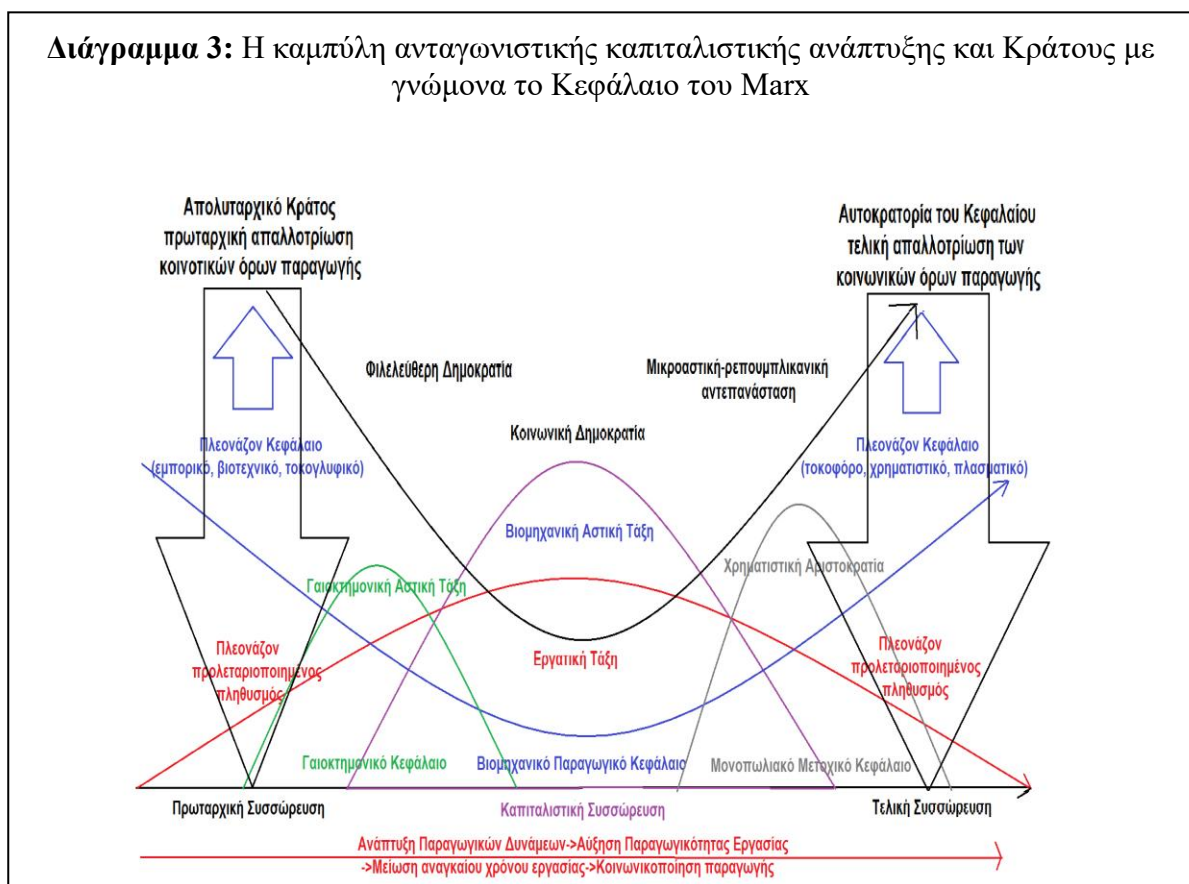 Διάγραμμα 3: Η καμπύλη ανταγωνιστικής καπιταλιστικής ανάπτυξης και Κράτους με
γνώμονα το Κεφάλαιο του Marx
Απολυταρχικό Κράτος
πρωταρχική απαλλοτρίωση
κοινοτικών όρων παραγωγής
Αυτοκρατορία του Κεφαλαίου
τελική απαλλοτρίωση των
κοινωνικών όρων παραγωγής
Φιλελεύθερη Δημοκρατία
Μικροαστική-ρεπουμπλικανική
αντεπανάσταση
Κοινωνική Δημοκρατία
Πλεονάζον Κεφάλαιο
(εμπορικό, βιοτεχνικό, τοκογλυφικό)
Πλεονάζον Κεφάλαιο
(τοκοφόρο, χρηματιστικό, πλασματικό)
Βιομηχανική Αστική Τάξη
Γαιοκτημονική Αστική Τάξη
Χρηματιστική Αριστοκρατία
Πλεονάζον
προλεταριοποιημένος
πληθυσμός
Εργατική Τάξη
Πλεονάζον
προλεταριοποιημένος
πληθυσμός
Γαιοκτημονικό Κεφάλαιο
Βιομηχανικό Παραγωγικό Κεφάλαιο
Μονοπωλιακό Μετοχικό Κεφάλαιο
Πρωταρχική Συσσώρευση
Καπιταλιστική Συσσώρευση
Τελική Συσσώρευση
Ανάπτυξη Παραγωγικών Δυνάμεων->Αύξηση Παραγωγικότητας Εργασίας
->Μείωση αναγκαίου χρόνου εργασίας->Κοινωνικοποίηση παραγωγής